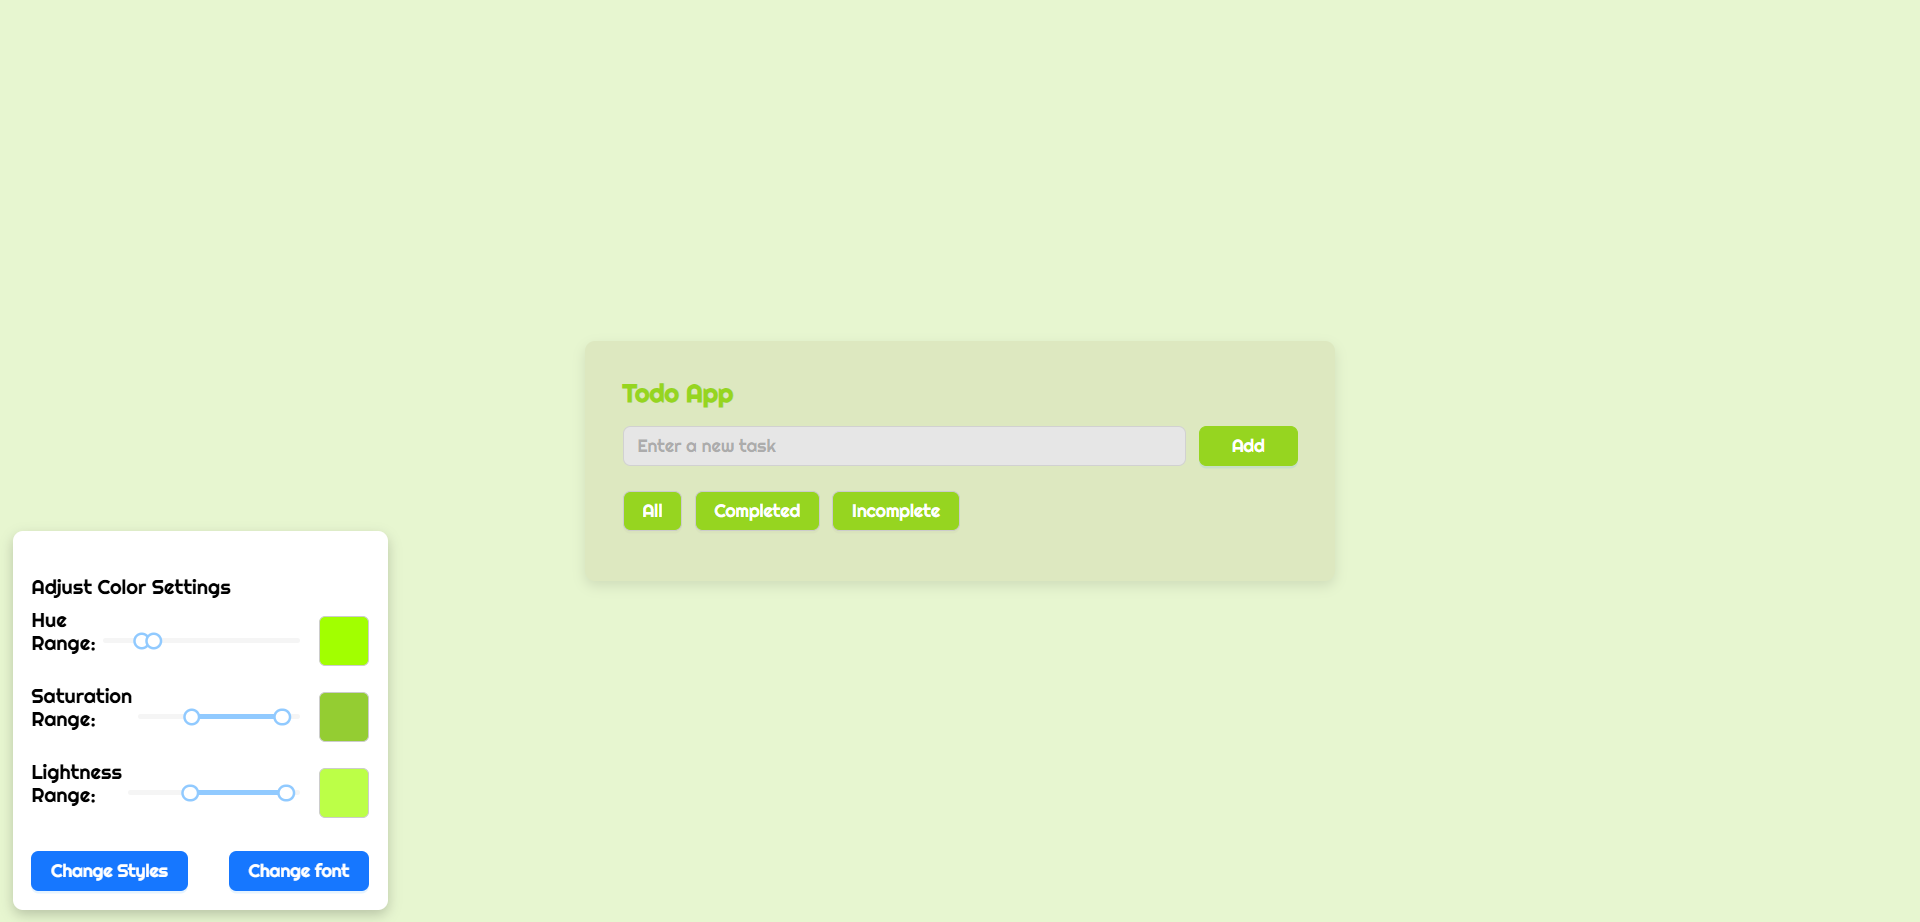 Todo App
Enter a new task
Add
All
Completed
Incomplete
Adjust Color Settings
Hue
Range:
Saturation
Range:
Lightness
Range:
Change Styles
Change font